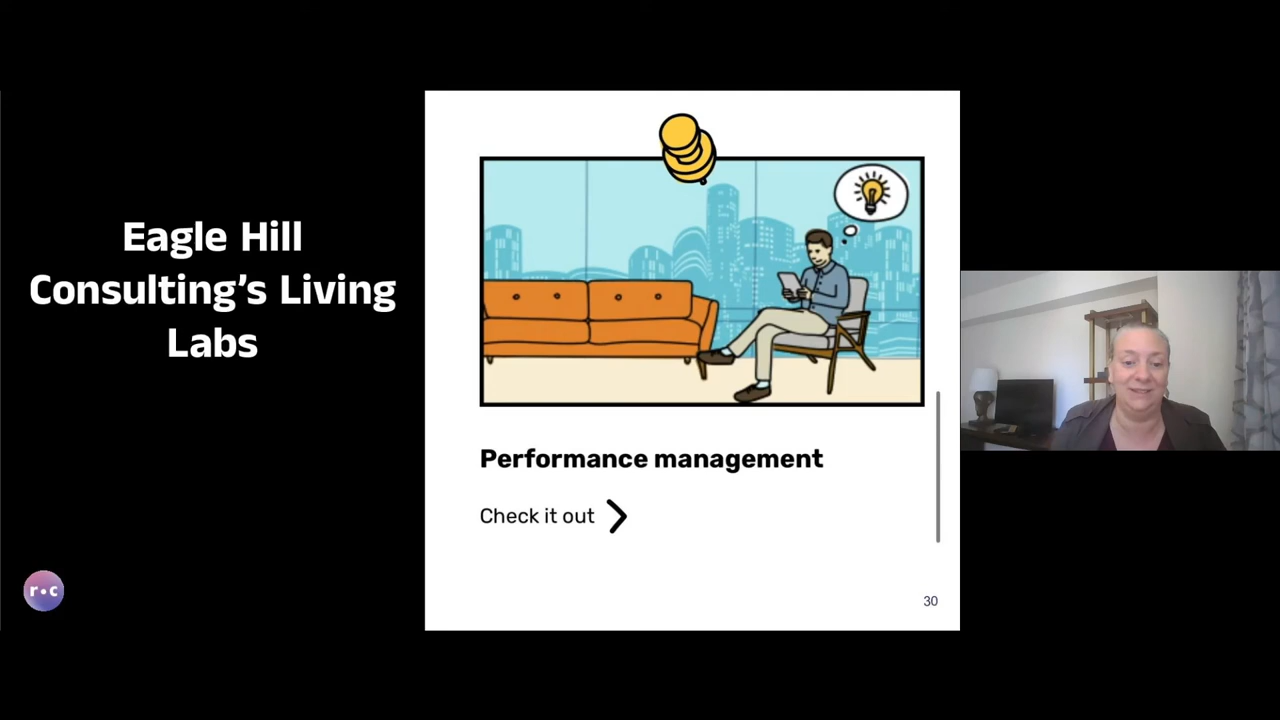 Eagle Hill
Consulting’s Living
Labs
Performance management
Check it out
r•c
30